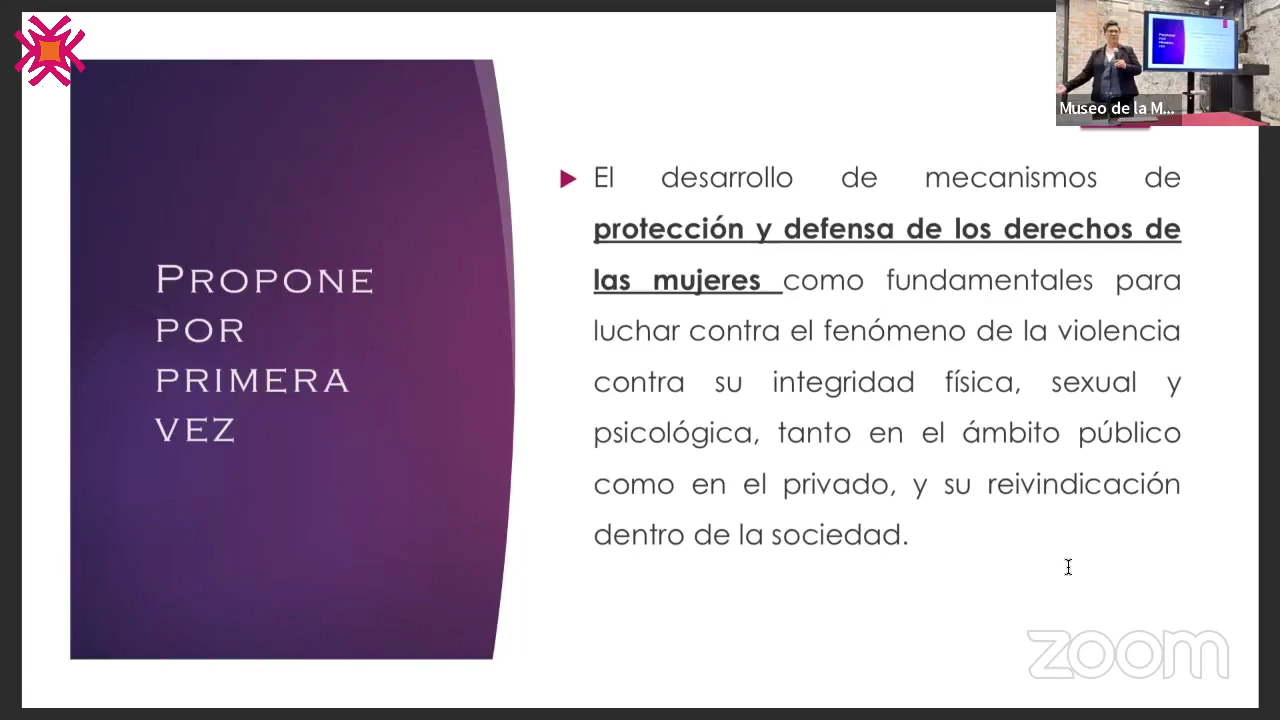 Museo de la M...
PROPONE
POR
PRIMERA
VEZ
El desarrollo de mecanismos de
protección y defensa de los derechos de
las mujeres como fundamentales para
luchar contra el fenómeno de la violencia
contra su integridad física, sexual y
psicológica, tanto en el ámbito público
como en el privado, y su reivindicación
dentro de la sociedad.
zoom